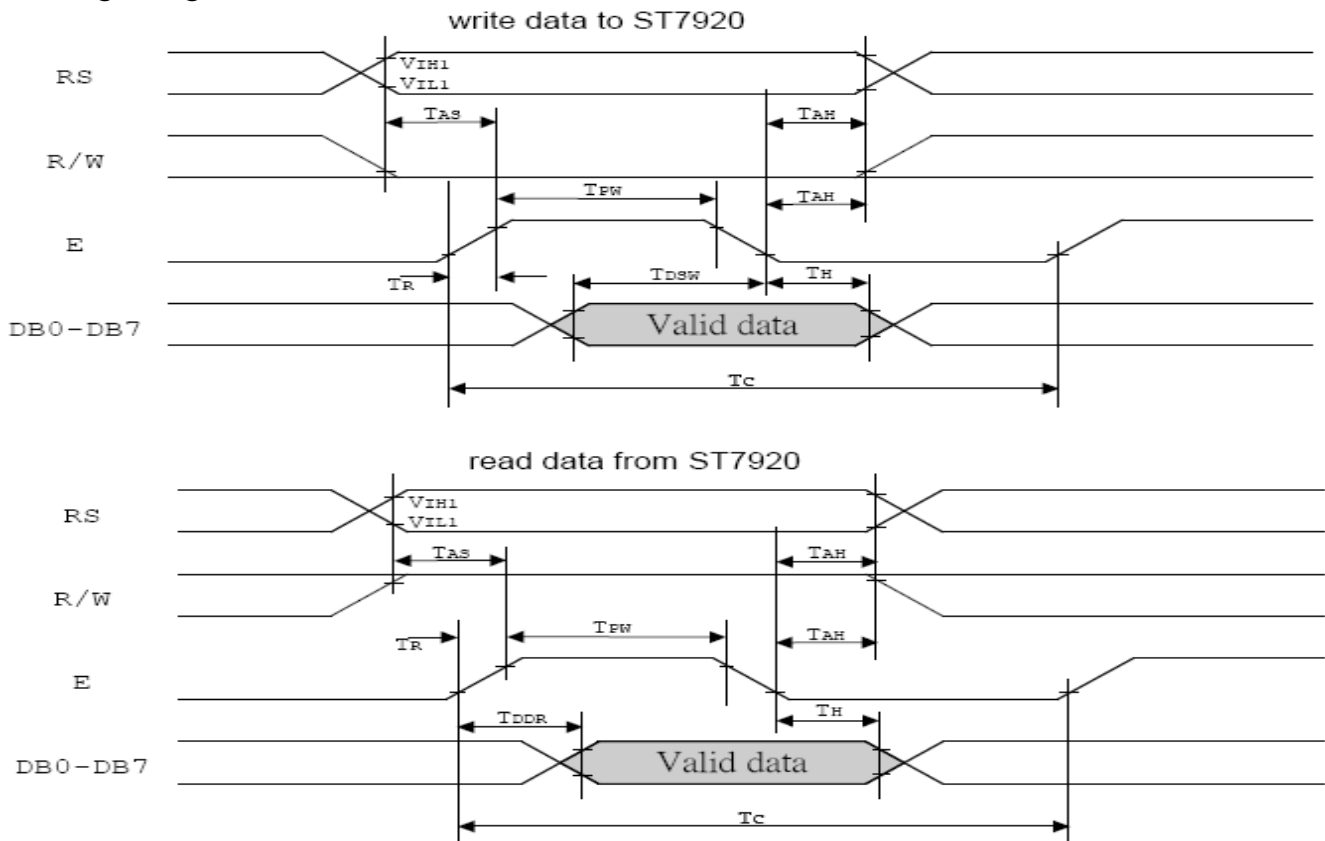 write data to ST7920
RS
VIH1
VIL1
TAS
TAH
R/W
TPW
TAH
E
TR
TDSW
TH
DB0-DB7
Valid data
TC
read data from ST7920
RS
VIH1
VIL1
TAS
TAH
R/W
TR
TPW
TAH
E
TDDR
TH
DB0-DB7
Valid data
TC